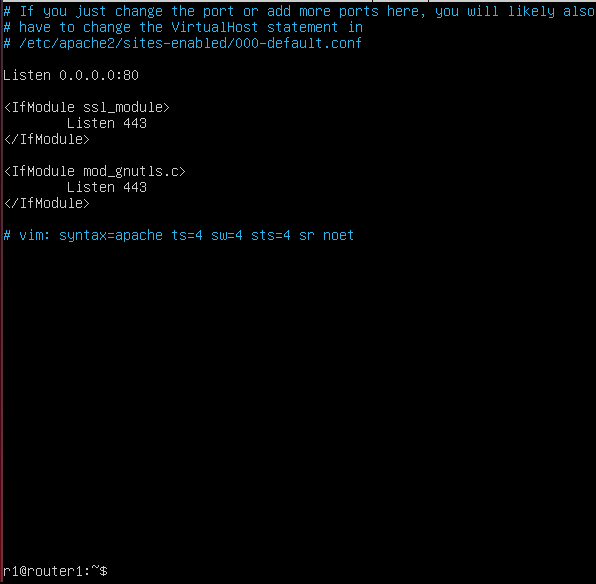 # If you just change the port or add more ports here, you will likely also
# have to change the VirtualHost statement in
# /etc/apache2/sites-enabled/000-default.conf
Listen 0.0.0.0:80
<IfModule ssl_module>
Listen 443
</IfModule>
<IfModule mod_gnutls.c>
Listen 443
</IfModule>
# vim: syntax=apache ts=4 sw=4 sts=4 sr noet
r1@router1:~$